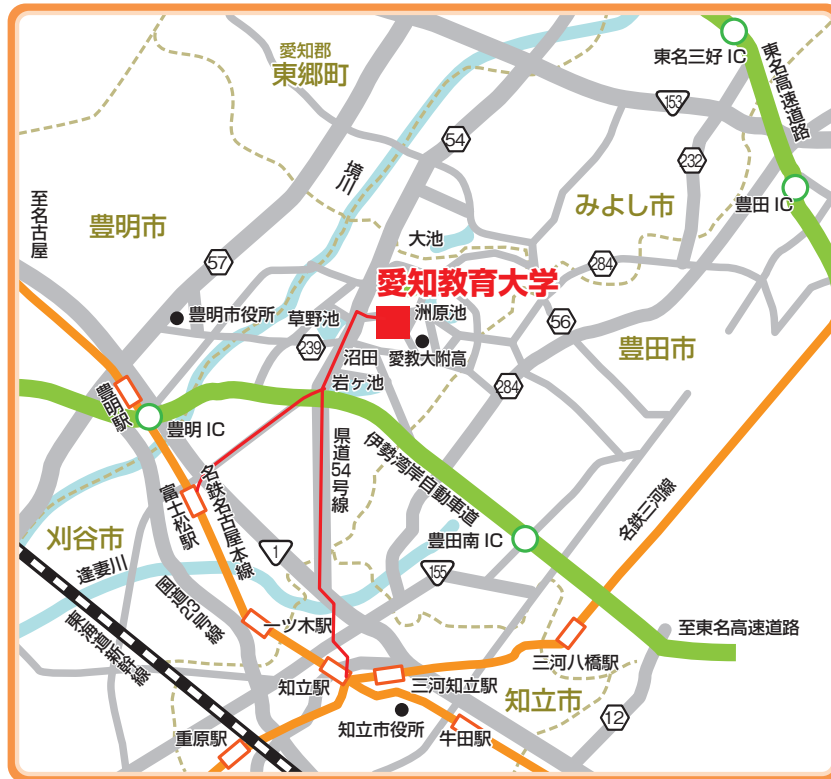 愛知郡
東郷町
東名三好 IC
東名高速道路
153
54
232
境川
至名古屋
豊明市
みよし市
豊田 IC
大池
57
284
愛知教育大学
豊明市役所
草野池
洲原池
56
239
沼田
愛教大附高
豊田市
岩ヶ池
284
豊明駅
豊明 IC
県道54号線
伊勢湾岸自動車道
名鉄名古屋本線
富士松駅
名鉄三河線
刈谷市
逢妻川
1
豊田南 IC
155
国道23号線
東海道新幹線
一ツ木駅
至東名高速道路
三河八橋駅
知立駅
三河知立駅
知立市
重原駅
知立市役所
牛田駅
12